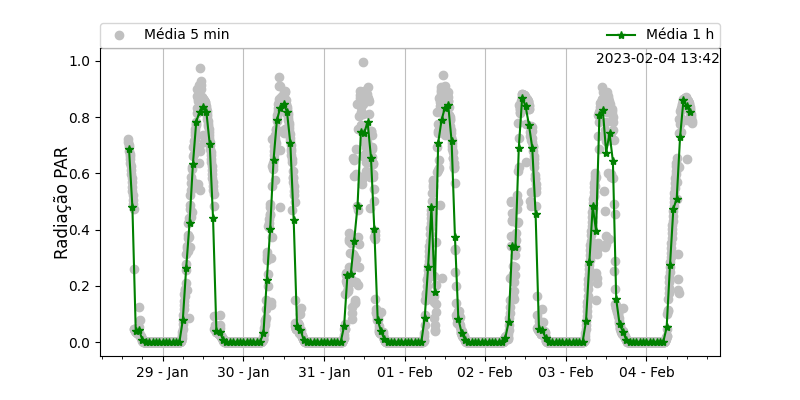 Média 5 min
Média 1 h
2023-02-04 13:42
Radiação PAR
1.0
0.8
0.6
0.4
0.2
0.0
29 - Jan
30 - Jan
31 - Jan
01 - Feb
02 - Feb
03 - Feb
04 - Feb